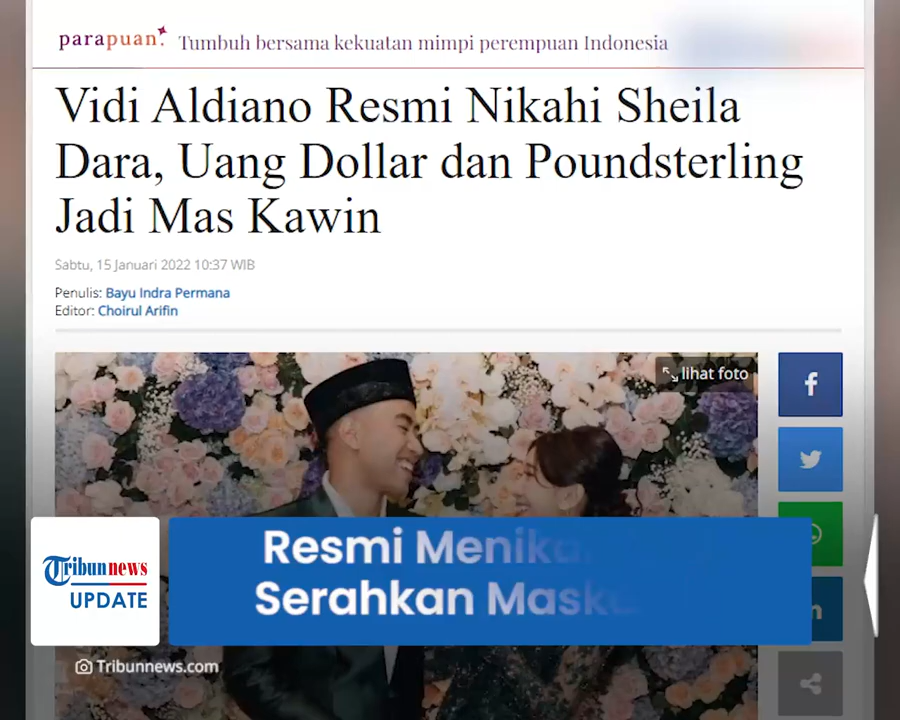 parapuan.
Tumbuh bersama kekuatan mimpi perempuan Indonesia
Vidi Aldiano Resmi Nikahi Sheila
Dara, Uang Dollar dan Poundsterling
Jadi Mas Kawin
Sabtu, 15 Januari 2022 10:37 WIB
Penulis: Bayu Indra Permana
Editor: Choirul Arifin
lihat foto
Resmi Menika
Serahkan Mask
Tribunnews
UPDATE
Tribunnews.com